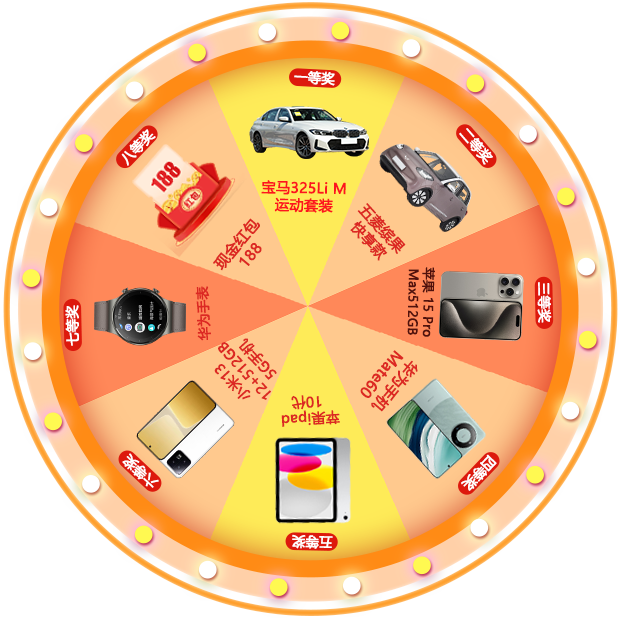 一等奖
宝马325Li M
运动套装
二等奖
五菱缤果
快享款
三等奖
苹果 15 Pro
Max512GB
四等奖
华为手机
Mate60
五等奖
苹果ipad
10代
六等奖
小米13
12+512GB
5G手机
七等奖
华为手表
八等奖
188
红包
现金红包
188